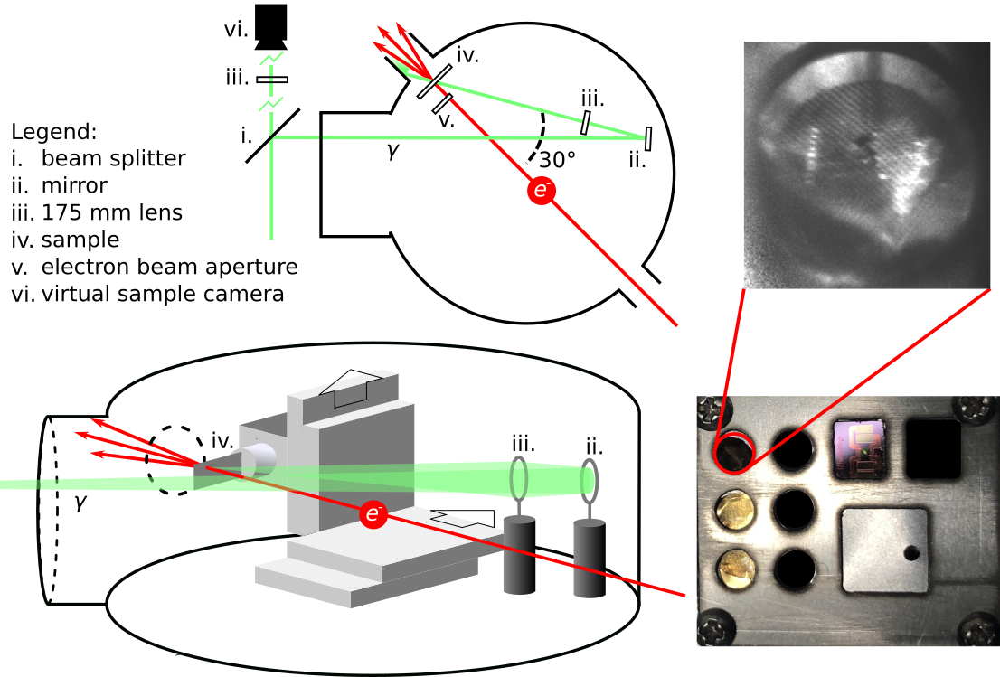 vi.
iii.
i.
iv.
v.
iii.
ii.
γ
30°
e-
Legend:
i. beam splitter
ii. mirror
iii. 175 mm lens
iv. sample
v. electron beam aperture
vi. virtual sample camera
iv.
iii.
ii.
γ
e-